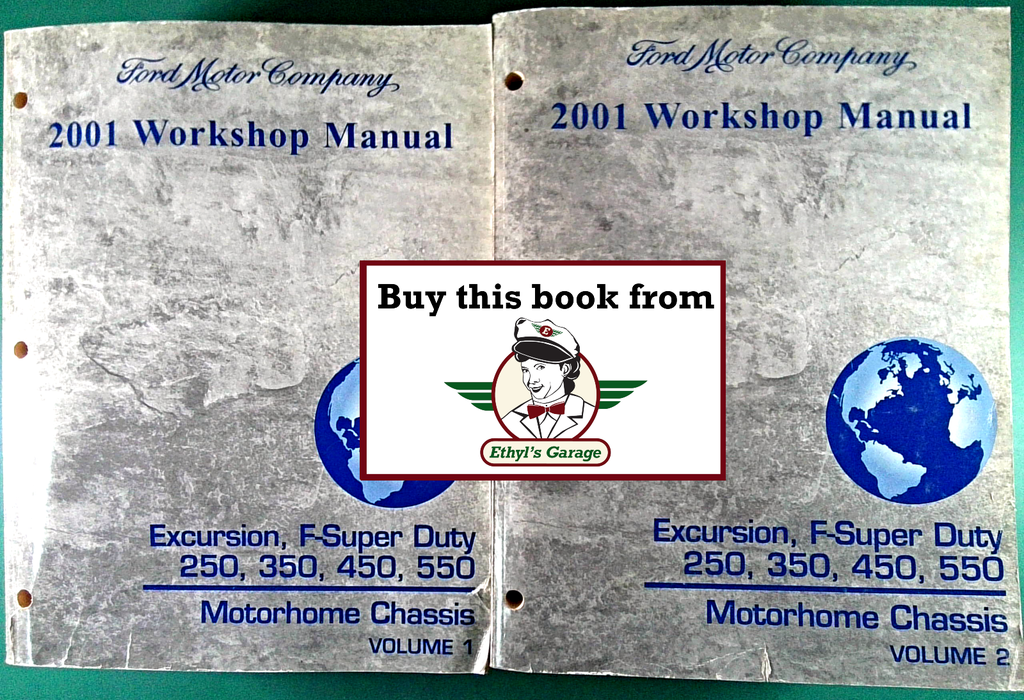 Ford Motor Company
2001 Workshop Manual
Excursion, F-Super Duty
250, 350, 450, 550
Motorhome Chassis
VOLUME 1
Ford Motor Company
2001 Workshop Manual
Excursion, F-Super Duty
250, 350, 450, 550
Motorhome Chassis
VOLUME 2
Buy this book from
E
Ethyl's Garage